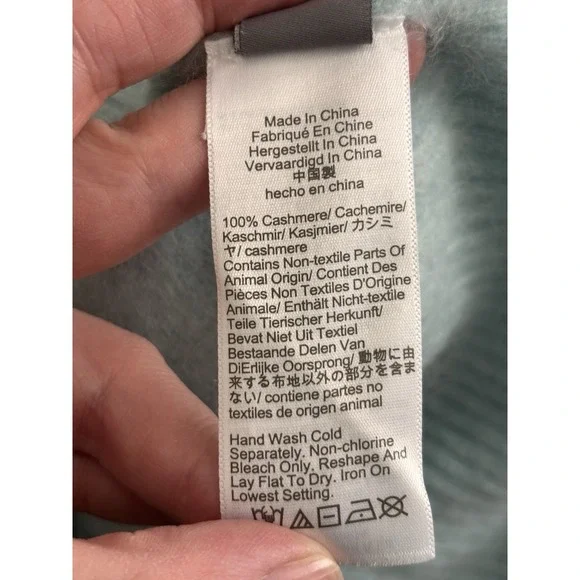 Made In China
Fabriqué En Chine
Hergestellt In China
Vervaardigd In China
中国製
hecho en china
100% Cashmere/ Cachemire/
Kaschmir/ Kasjmier/ カシミ
ヤ/ cashmere
Contains Non-textile Parts Of
Animal Origin/ Contient Des
Pièces Non Textiles D'Origine
Animale/ Enthält Nicht-textile
Teile Tierischer Herkunft/
Bevat Niet Uit Textiel
Bestaande Delen Van
DiErlijke Oorsprong/ 動物に由
来する布地以外の部分を含ま
ない/ contiene partes no
textiles de origen animal
Hand Wash Cold
Separately. Non-chlorine
Bleach Only. Reshape And
Lay Flat To Dry. Iron On
Lowest Setting.